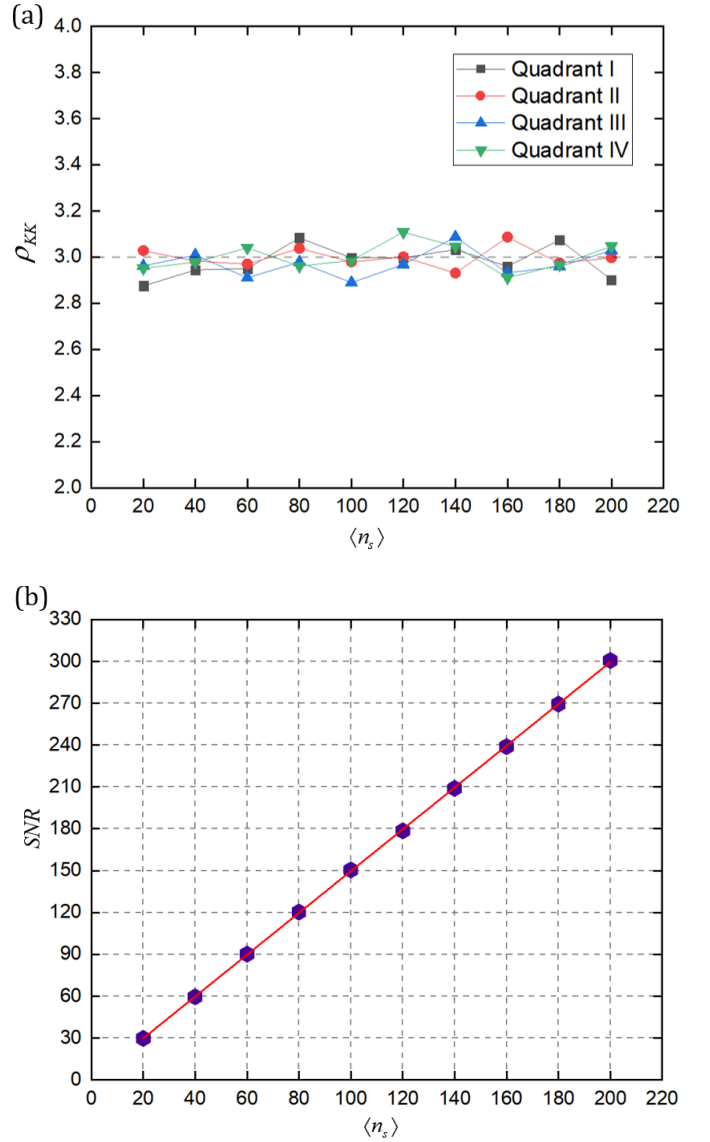 (a)
4.0
3.8
3.6
3.4
3.2
3.0
2.8
2.6
2.4
2.2
2.0
ρKK
Quadrant I
Quadrant II
Quadrant III
Quadrant IV
0 20 40 60 80 100 120 140 160 180 200 220
⟨ns⟩
(b)
330
300
270
240
210
180
150
120
90
60
30
0
SNR
0 20 40 60 80 100 120 140 160 180 200 220
⟨ns⟩